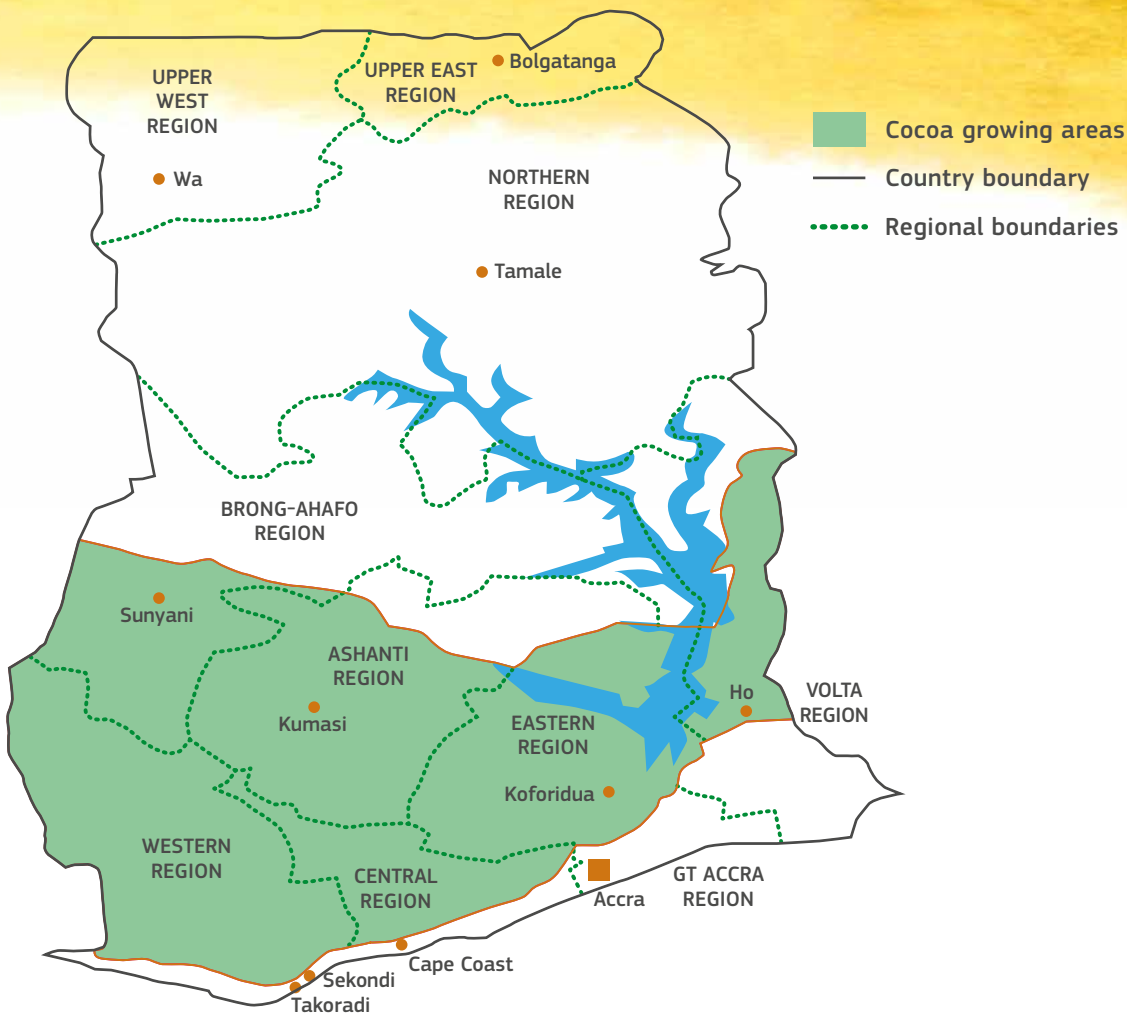 UPPER
WEST
REGION
UPPER EAST
REGION
Bolgatanga
Cocoa growing areas
Country boundary
Regional boundaries
Wa
NORTHERN
REGION
Tamale
BRONG-AHAFO
REGION
Sunyani
ASHANTI
REGION
Kumasi
EASTERN
REGION
Ho
VOLTA
REGION
Koforidua
WESTERN
REGION
CENTRAL
REGION
GT ACCRA
REGION
Accra
Cape Coast
Sekondi
Takoradi